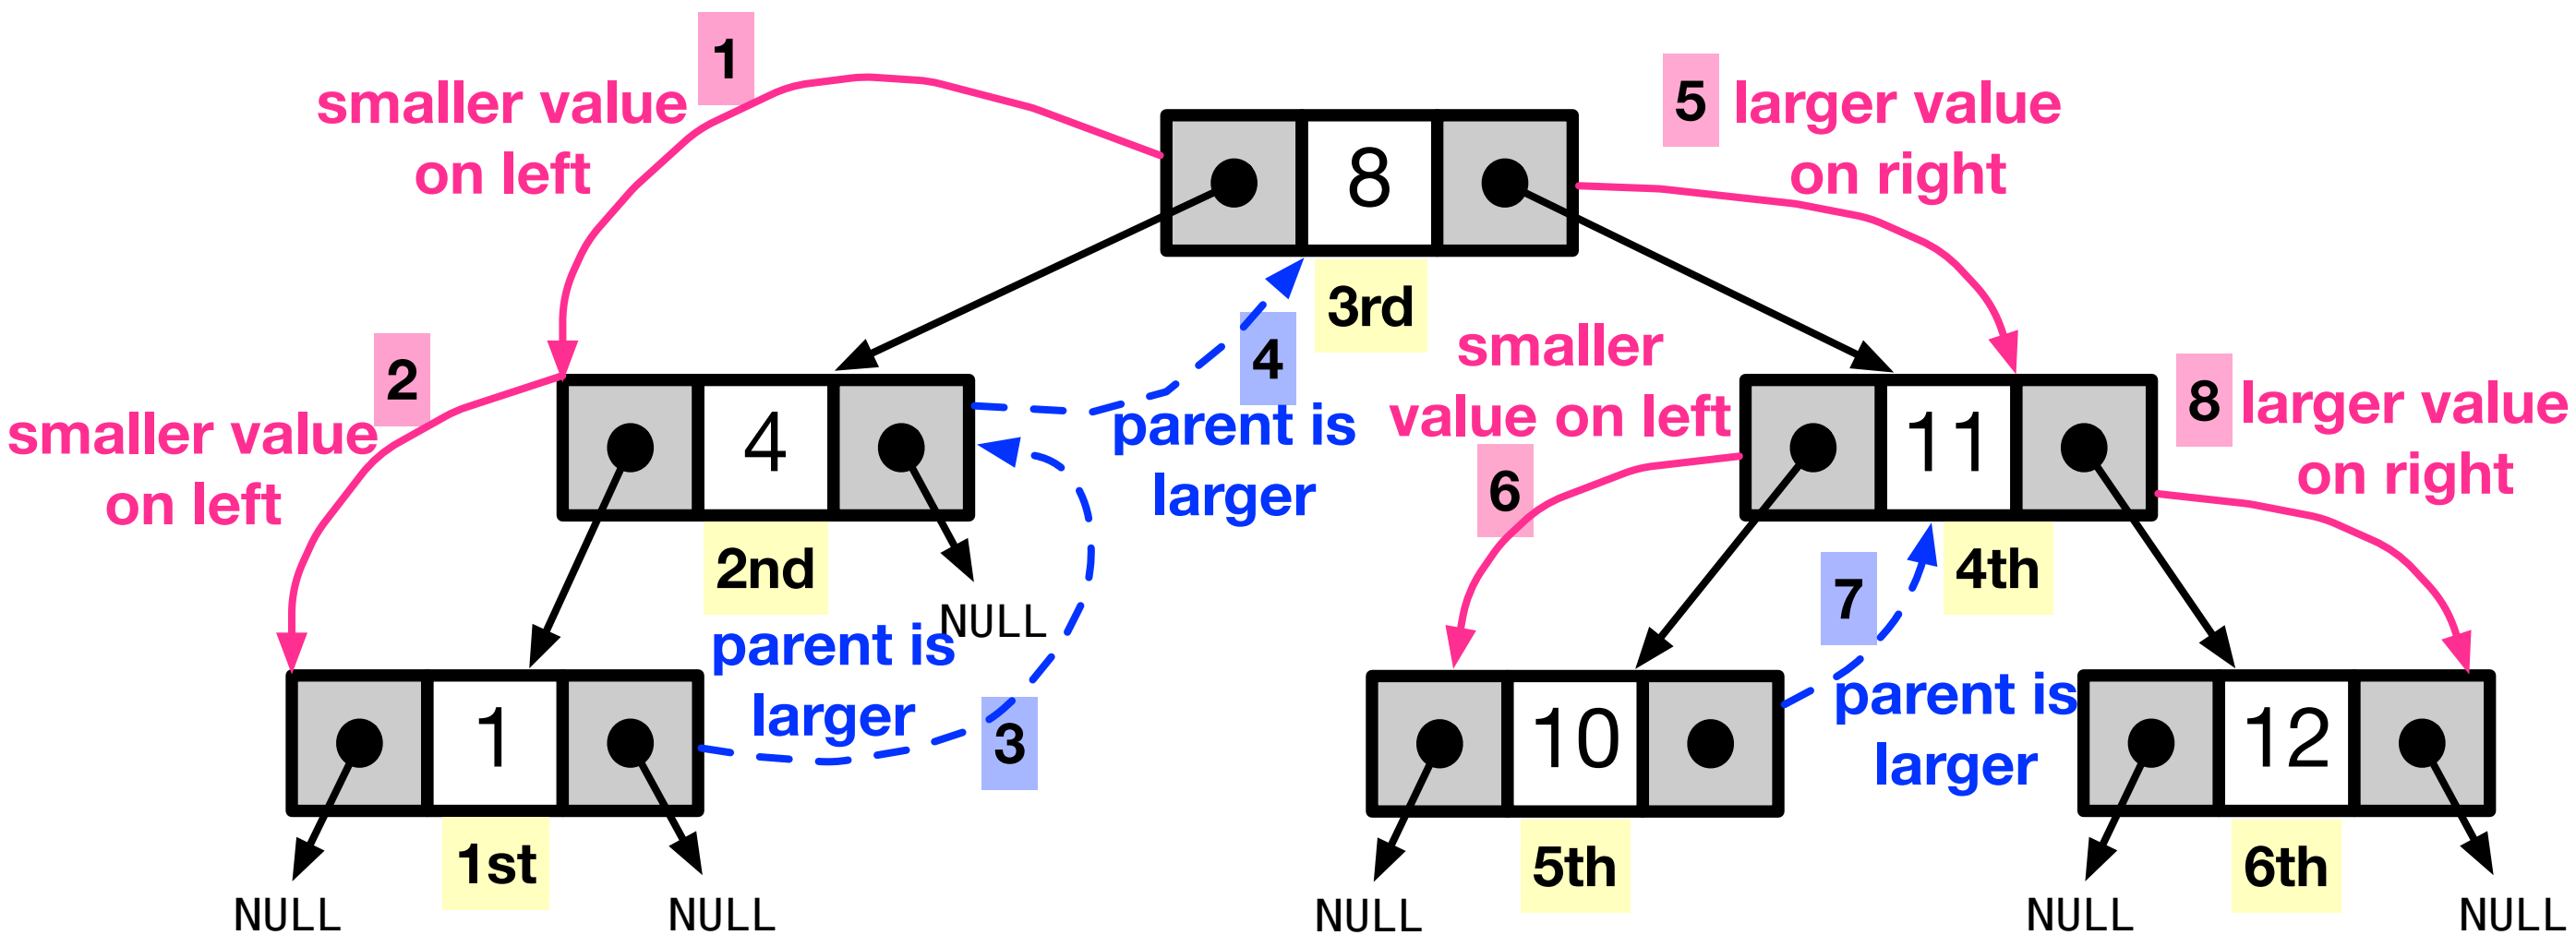 1
smaller value
on left
8
5
larger value
on right
3rd
2
smaller value
on left
4
2nd
NULL
4
parent is
larger
smaller
value on left
6
11
4th
8
larger value
on right
1
1st
NULL
NULL
parent is
larger
3
10
5th
NULL
7
parent is
larger
12
6th
NULL
NULL